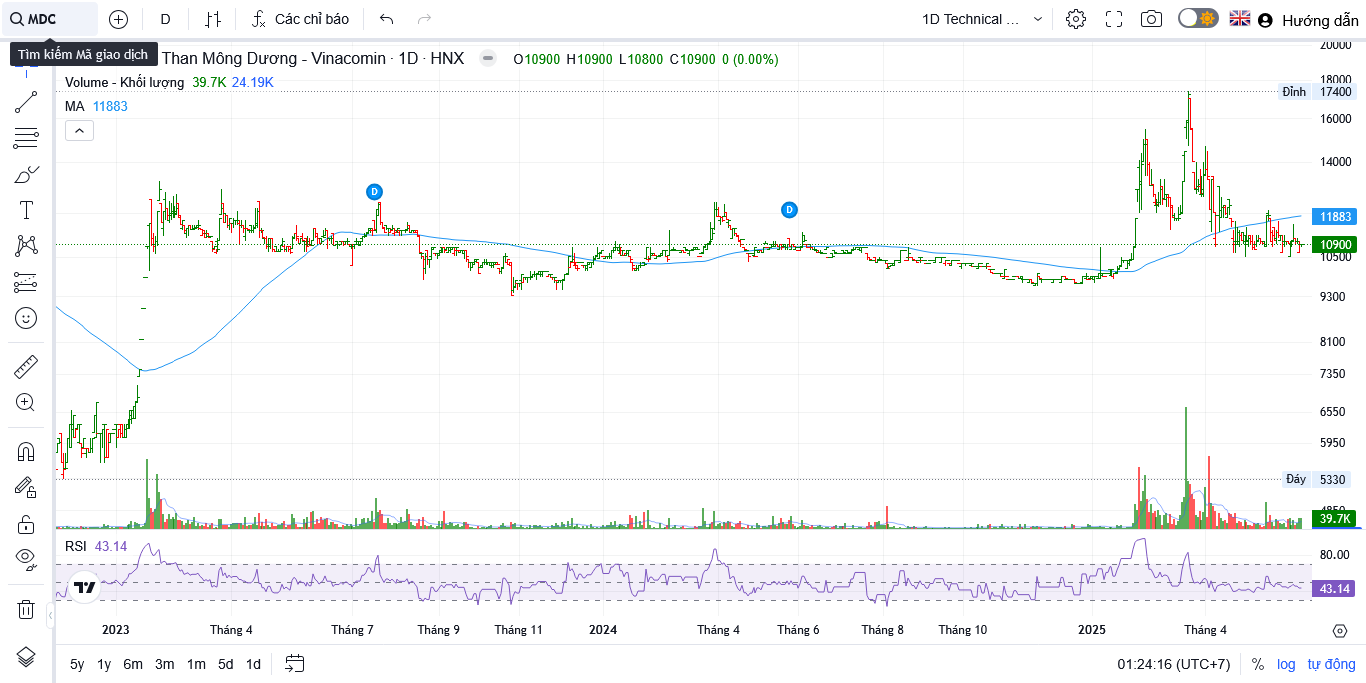 MDC D Các chỉ báo 1D Technical ... Hướng dẫn
Tìm kiếm Mã giao dịch
Than Mông Dương - Vinacomin · 1D · HNX O10900 H10900 L10800 C10900 0 (0.00%)
Volume - Khối lượng 39.7K 24.19K
MA 11883
20000
18000
Đỉnh 17400
16000
14000
D
D
11883
10900
10500
9300
8100
7350
6550
5950
Đáy 5330
4850
39.7K
RSI 43.14
80.00
43.14
2023 Tháng 4 Tháng 7 Tháng 9 Tháng 11 2024 Tháng 4 Tháng 6 Tháng 8 Tháng 10 2025 Tháng 4
5y 1y 6m 3m 1m 5d 1d 01:24:16 (UTC+7) % log tự động